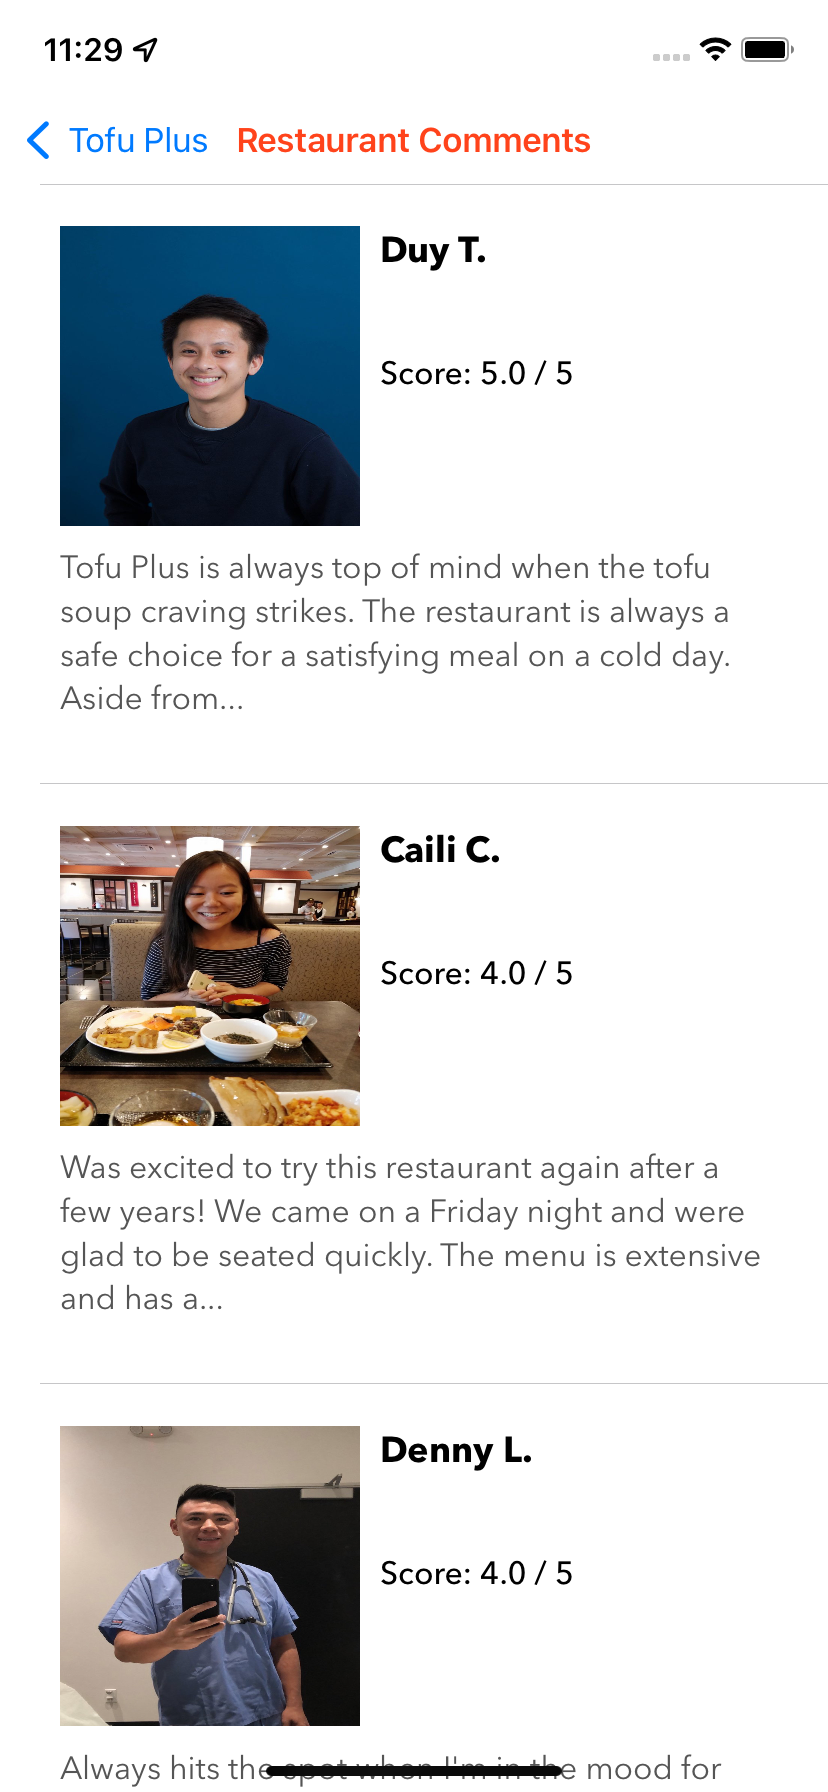 11:29
Tofu Plus Restaurant Comments
Duy T.
Score: 5.0 / 5
Tofu Plus is always top of mind when the tofu
soup craving strikes. The restaurant is always a
safe choice for a satisfying meal on a cold day.
Aside from...
Caili C.
Score: 4.0 / 5
Was excited to try this restaurant again after a
few years! We came on a Friday night and were
glad to be seated quickly. The menu is extensive
and has a...
Denny L.
Score: 4.0 / 5
Always hits the spot when I'm in the mood for